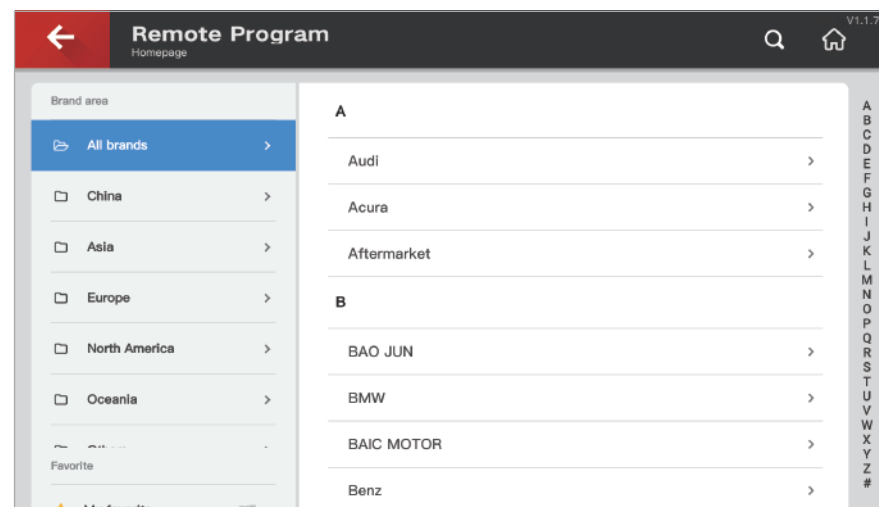 Remote Program
Homepage
V1.1.7
Brand area
All brands
China
Asia
Europe
North America
Oceania
Favorite
A
Audi
Acura
Aftermarket
B
BAO JUN
BMW
BAIC MOTOR
Benz
A
B
C
D
E
F
G
H
I
J
K
L
M
N
O
P
Q
R
S
T
U
V
W
X
Y
Z
#